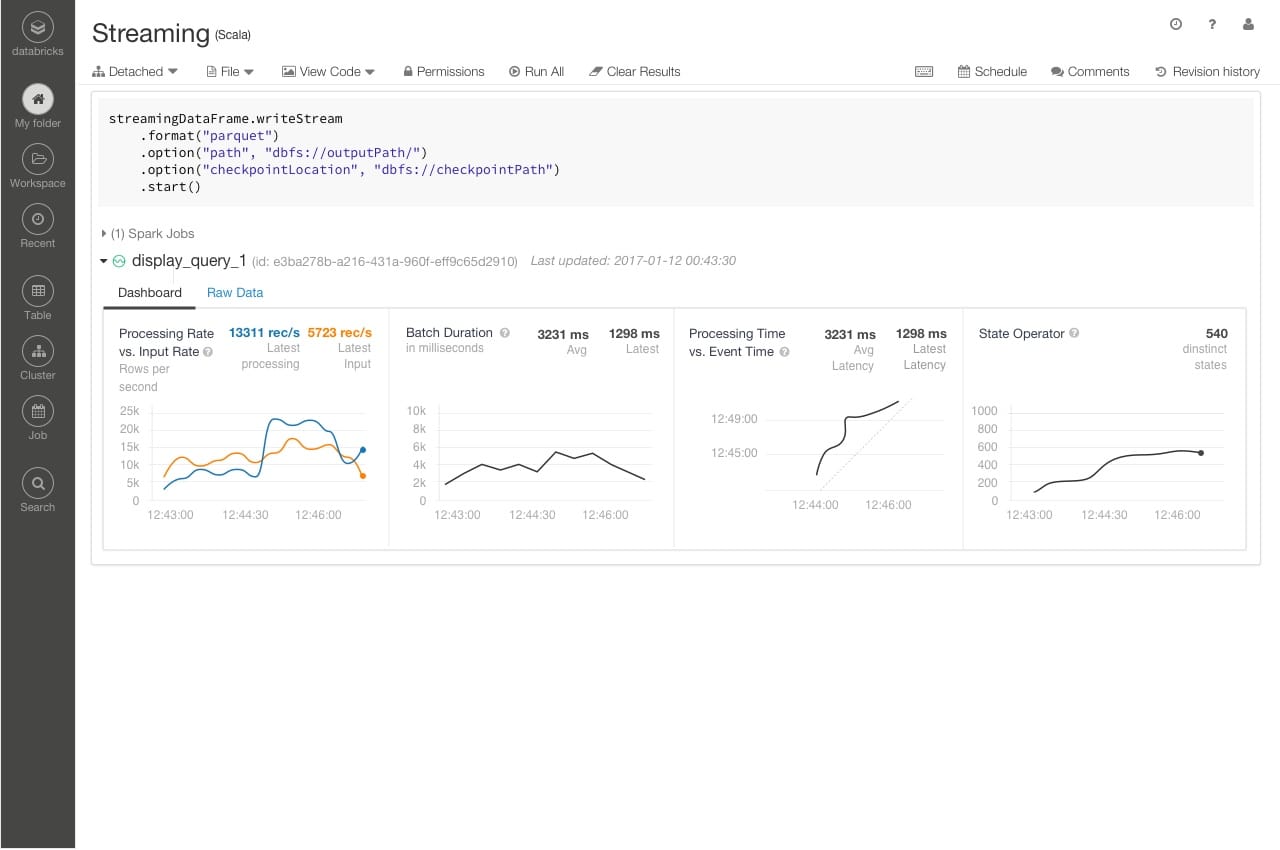 databricks
My folder
Workspace
Recent
Table
Cluster
Job
Search
Streaming (Scala)
?
Detached File View Code Permissions Run All Clear Results Schedule Comments Revision history
streamingDataFrame.writeStream
.format("parquet")
.option("path", "dbfs://outputPath/")
.option("checkpointLocation", "dbfs://checkpointPath")
.start()
(1) Spark Jobs
display_query_1 (id: e3ba278b-a216-431a-960f-eff9c65d2910) Last updated: 2017-01-12 00:43:30
Dashboard Raw Data
Processing Rate
vs. Input Rate ?
Rows per
second
13311 rec/s
Latest
processing
5723 rec/s
Latest
Input
25k
20k
15k
10k
5k
0
12:43:00 12:44:30 12:46:00
Batch Duration ?
in milliseconds
3231 ms
Avg
1298 ms
Latest
10k
8k
6k
4k
2k
0
12:43:00 12:44:30 12:46:00
Processing Time
vs. Event Time ?
3231 ms
Avg
Latency
1298 ms
Latest
Latency
12:49:00
12:45:00
12:44:00 12:46:00
State Operator ?
540
dinstinct
states
1000
800
600
400
200
0
12:43:00 12:44:30 12:46:00